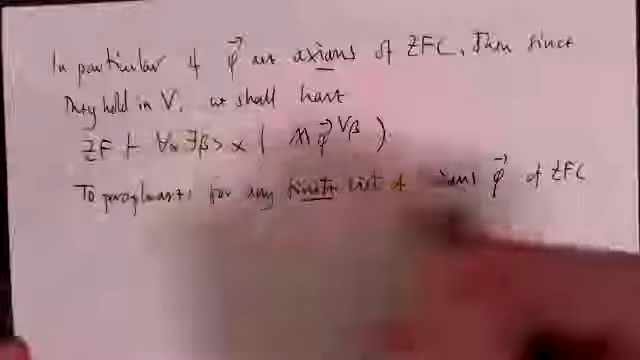 In particular if φ⃗ are axioms of ZFC, then since
they hold in V, we shall have
ZF ⊢ ∀α ∃β > α ( ⋀ φ⃗^{Vβ} ).
for any finite list of φ⃗ of ZFC